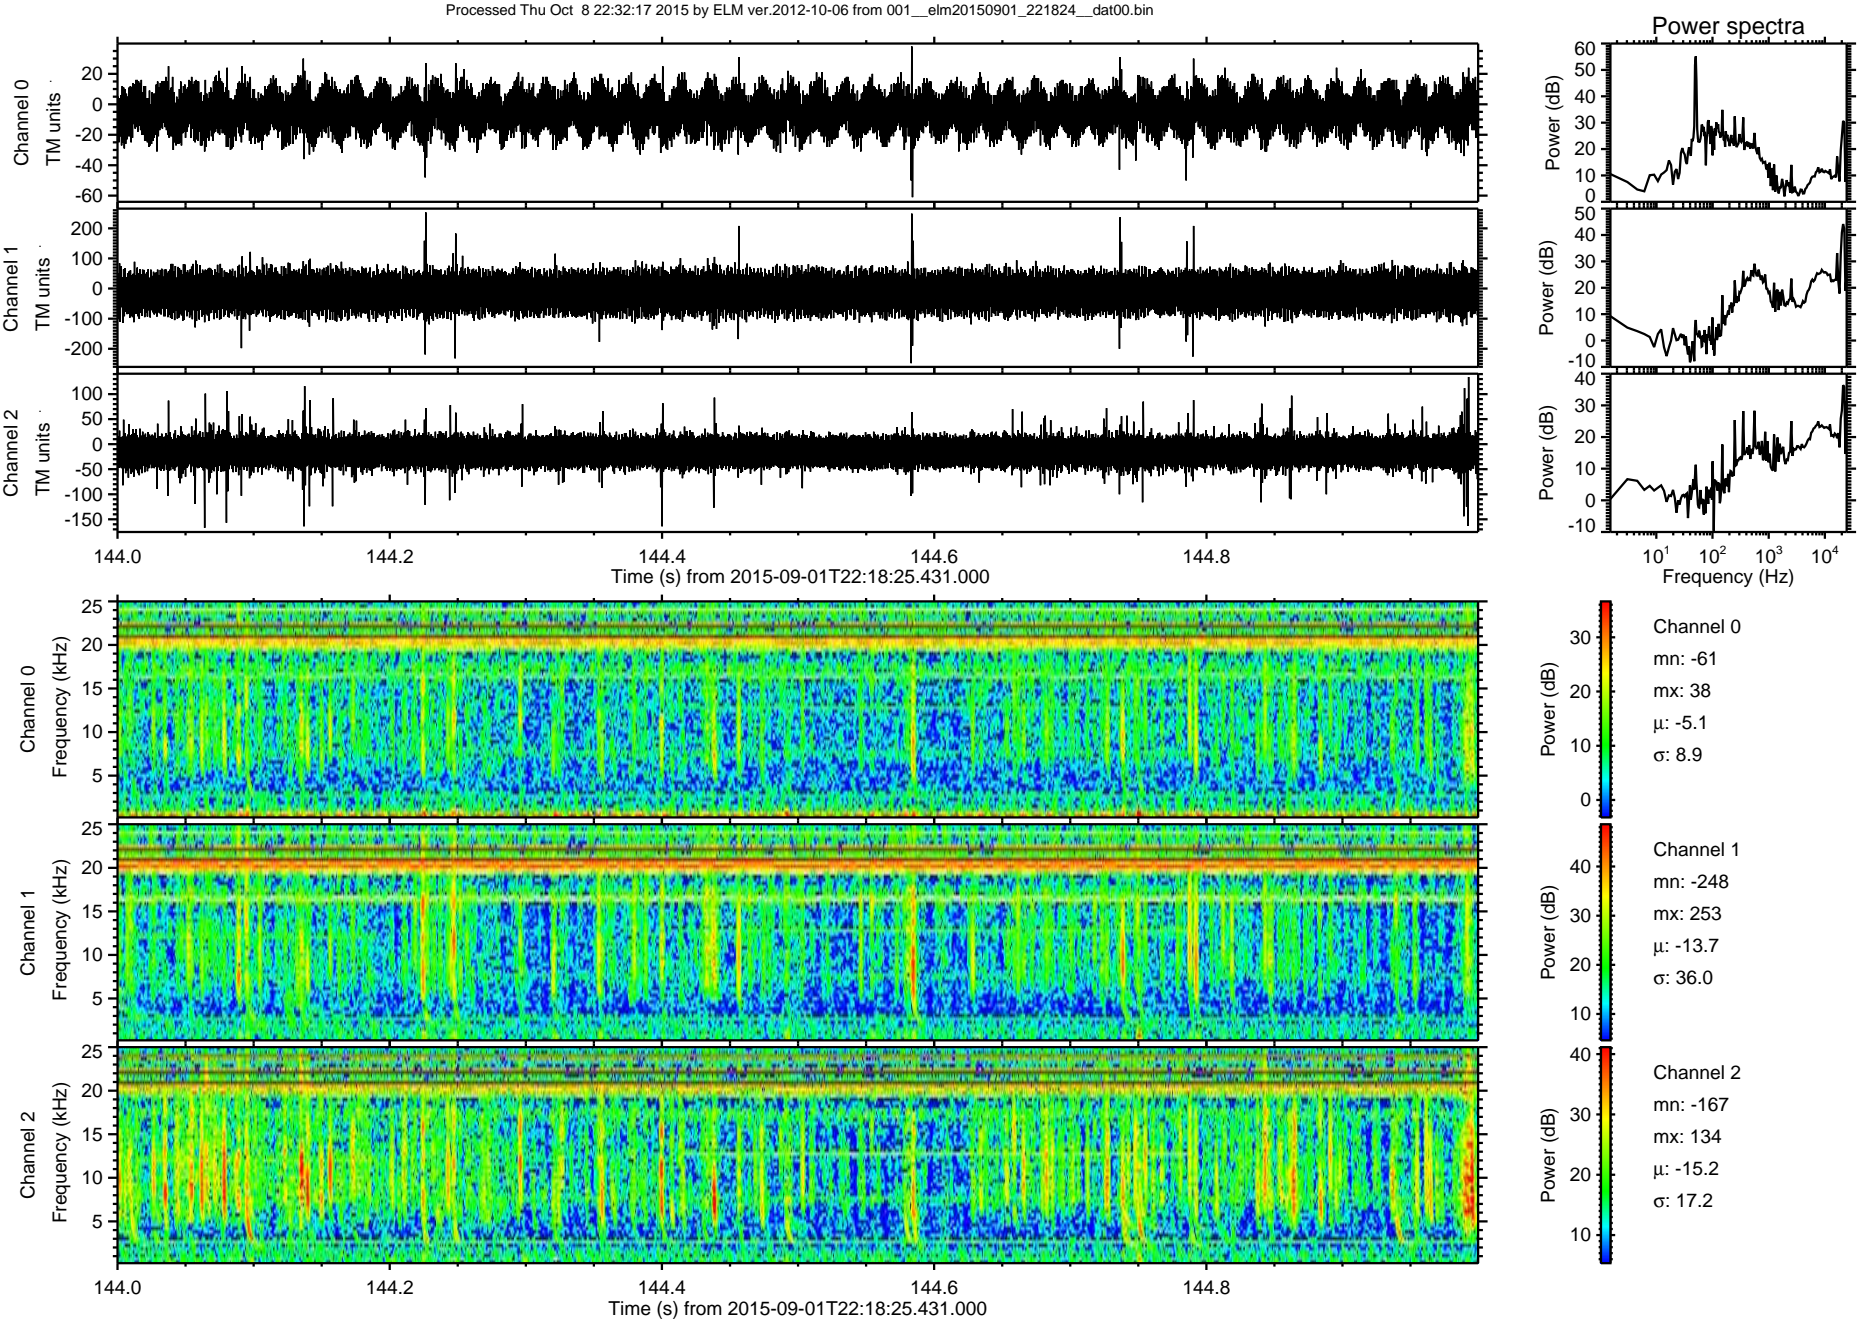 Processed Thu Oct  8 22:32:17 2015 by ELM ver.2012-10-06 from 001__elm20150901_221824__dat00.bin
Power spectra
Channel 0
TM units
20
0
-20
-40
-60
Power (dB)
60
50
40
30
20
10
0
Channel 1
TM units
200
100
0
-100
-200
Power (dB)
50
40
30
20
10
0
-10
Channel 2
TM units
100
50
0
-50
-100
-150
Power (dB)
40
30
20
10
0
-10
144.0 144.2 144.4 144.6 144.8
Time (s) from 2015-09-01T22:18:25.431.000
10¹ 10² 10³ 10⁴
Frequency (Hz)
Channel 0
Frequency (kHz)
25
20
15
10
5
Power (dB)
30
20
10
0
Channel 0
mn: -61
mx: 38
μ: -5.1
σ: 8.9
Channel 1
Frequency (kHz)
25
20
15
10
5
Power (dB)
40
30
20
10
Channel 1
mn: -248
mx: 253
μ: -13.7
σ: 36.0
Channel 2
Frequency (kHz)
25
20
15
10
5
Power (dB)
40
30
20
10
Channel 2
mn: -167
mx: 134
μ: -15.2
σ: 17.2
144.0 144.2 144.4 144.6 144.8
Time (s) from 2015-09-01T22:18:25.431.000